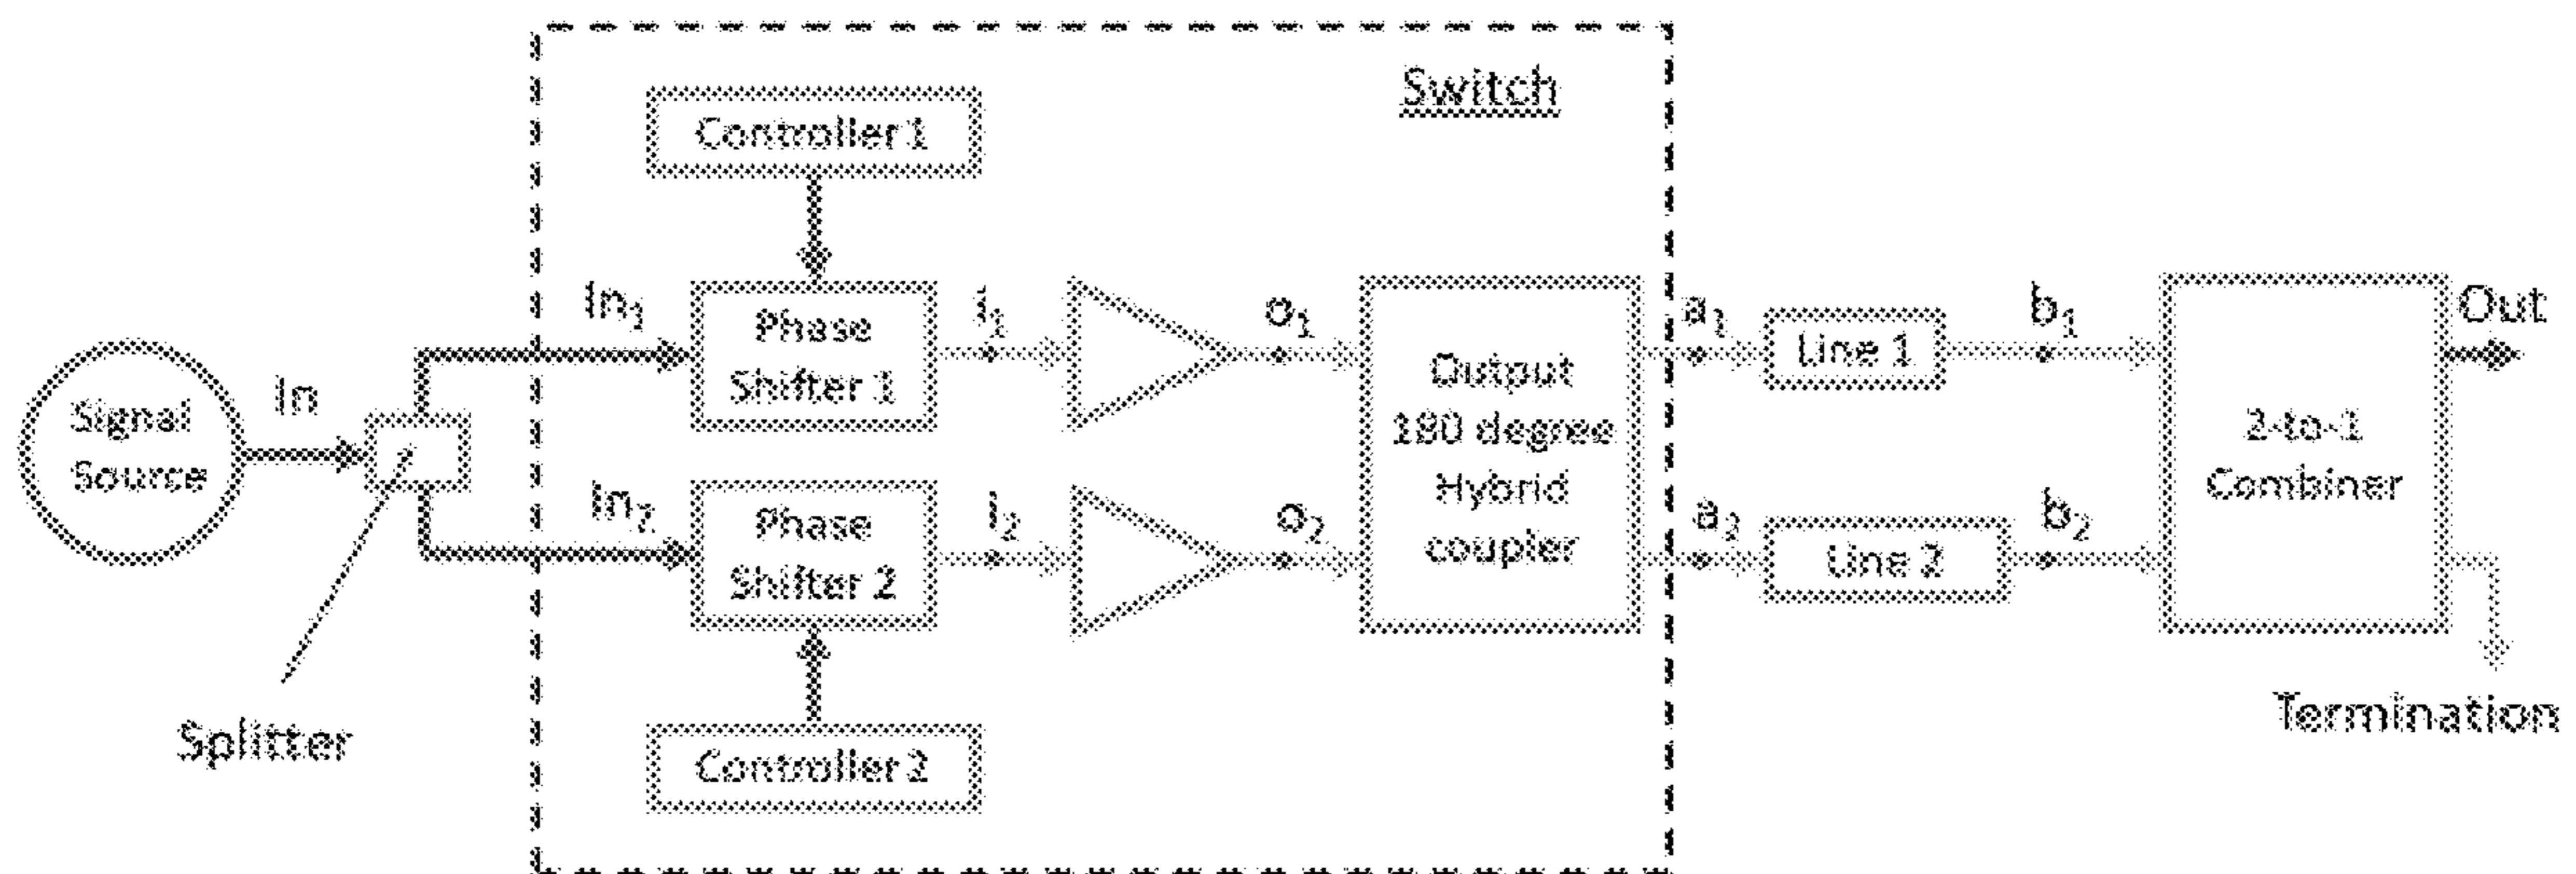 Switch
Controller 1
In₁
Phase
Shifter 1
i₁
o₁
Output
180 degree
Hybrid
coupler
a₁
Line 1
b₁
Out
Signal
Source
In
2-to-1
Combiner
In₂
Phase
Shifter 2
i₂
o₂
a₂
Line 2
b₂
Splitter
Controller 2
Termination